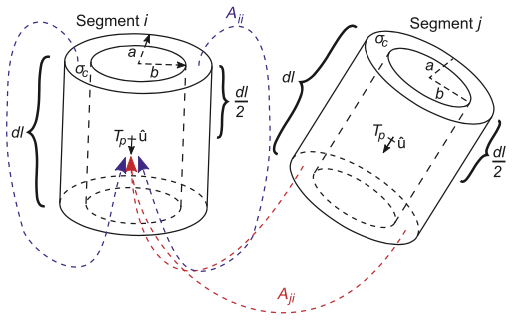 Segment i
A_ii
Segment j
σ_c
a
b
dl
dl/2
T_p û
σ_c
a
b
dl
dl/2
T_p û
A_ji